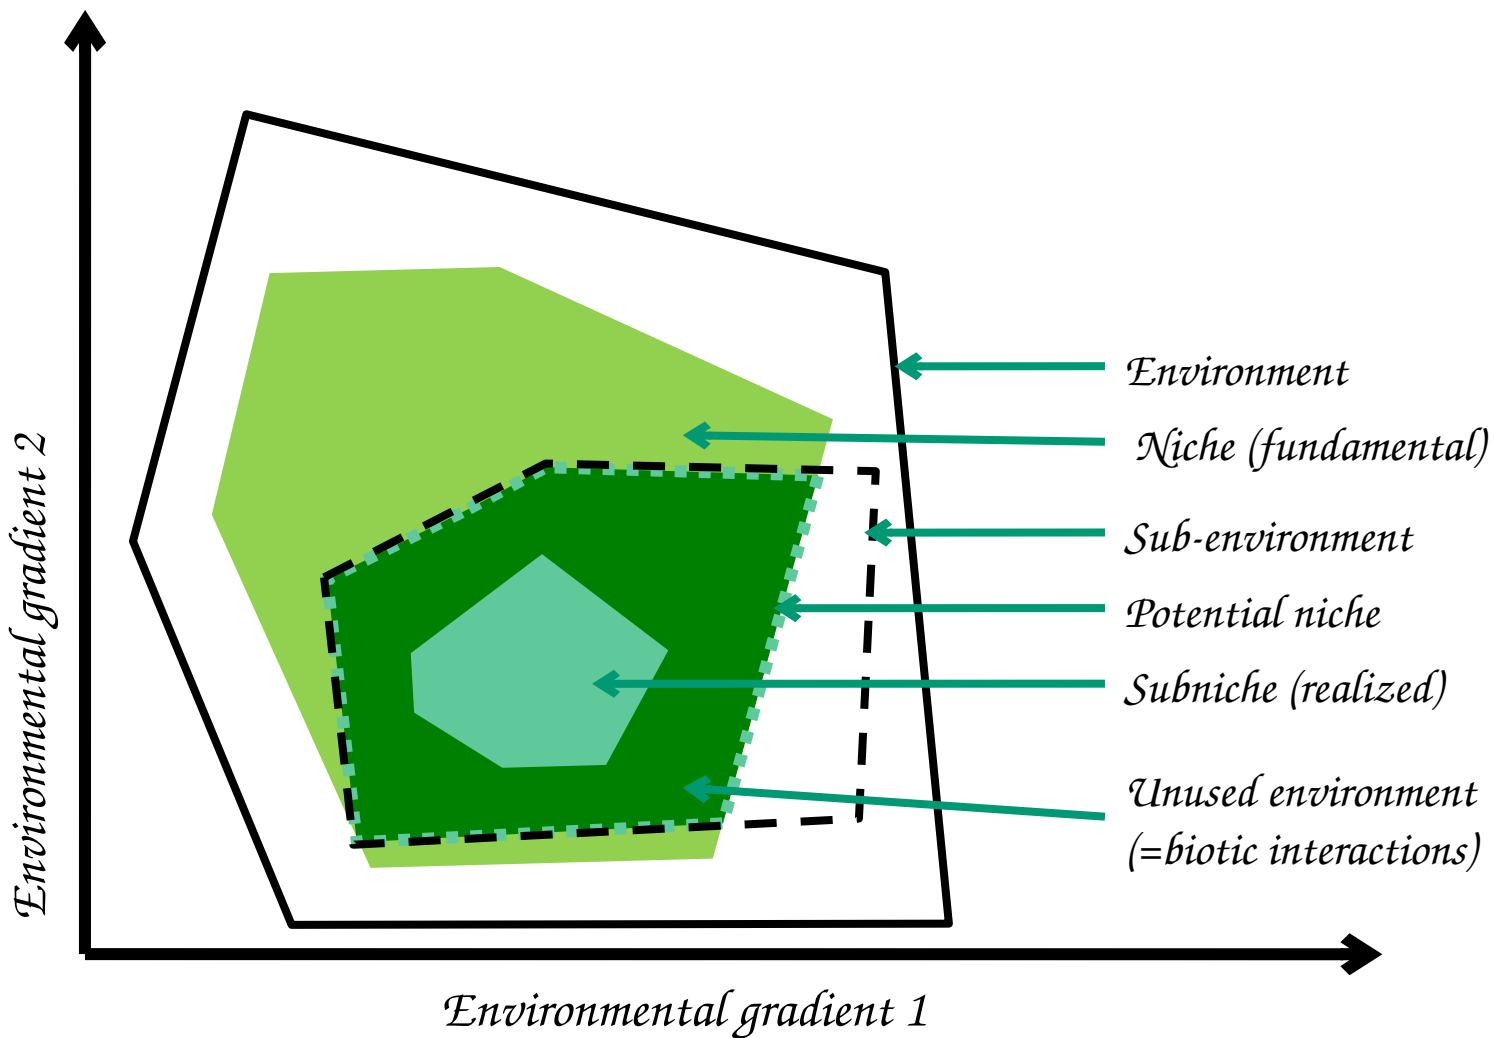 Environment
Niche (fundamental)
Sub-environment
Potential niche
Subniche (realized)
Unused environment
(=biotic interactions)
Environmental gradient 2
Environmental gradient 1